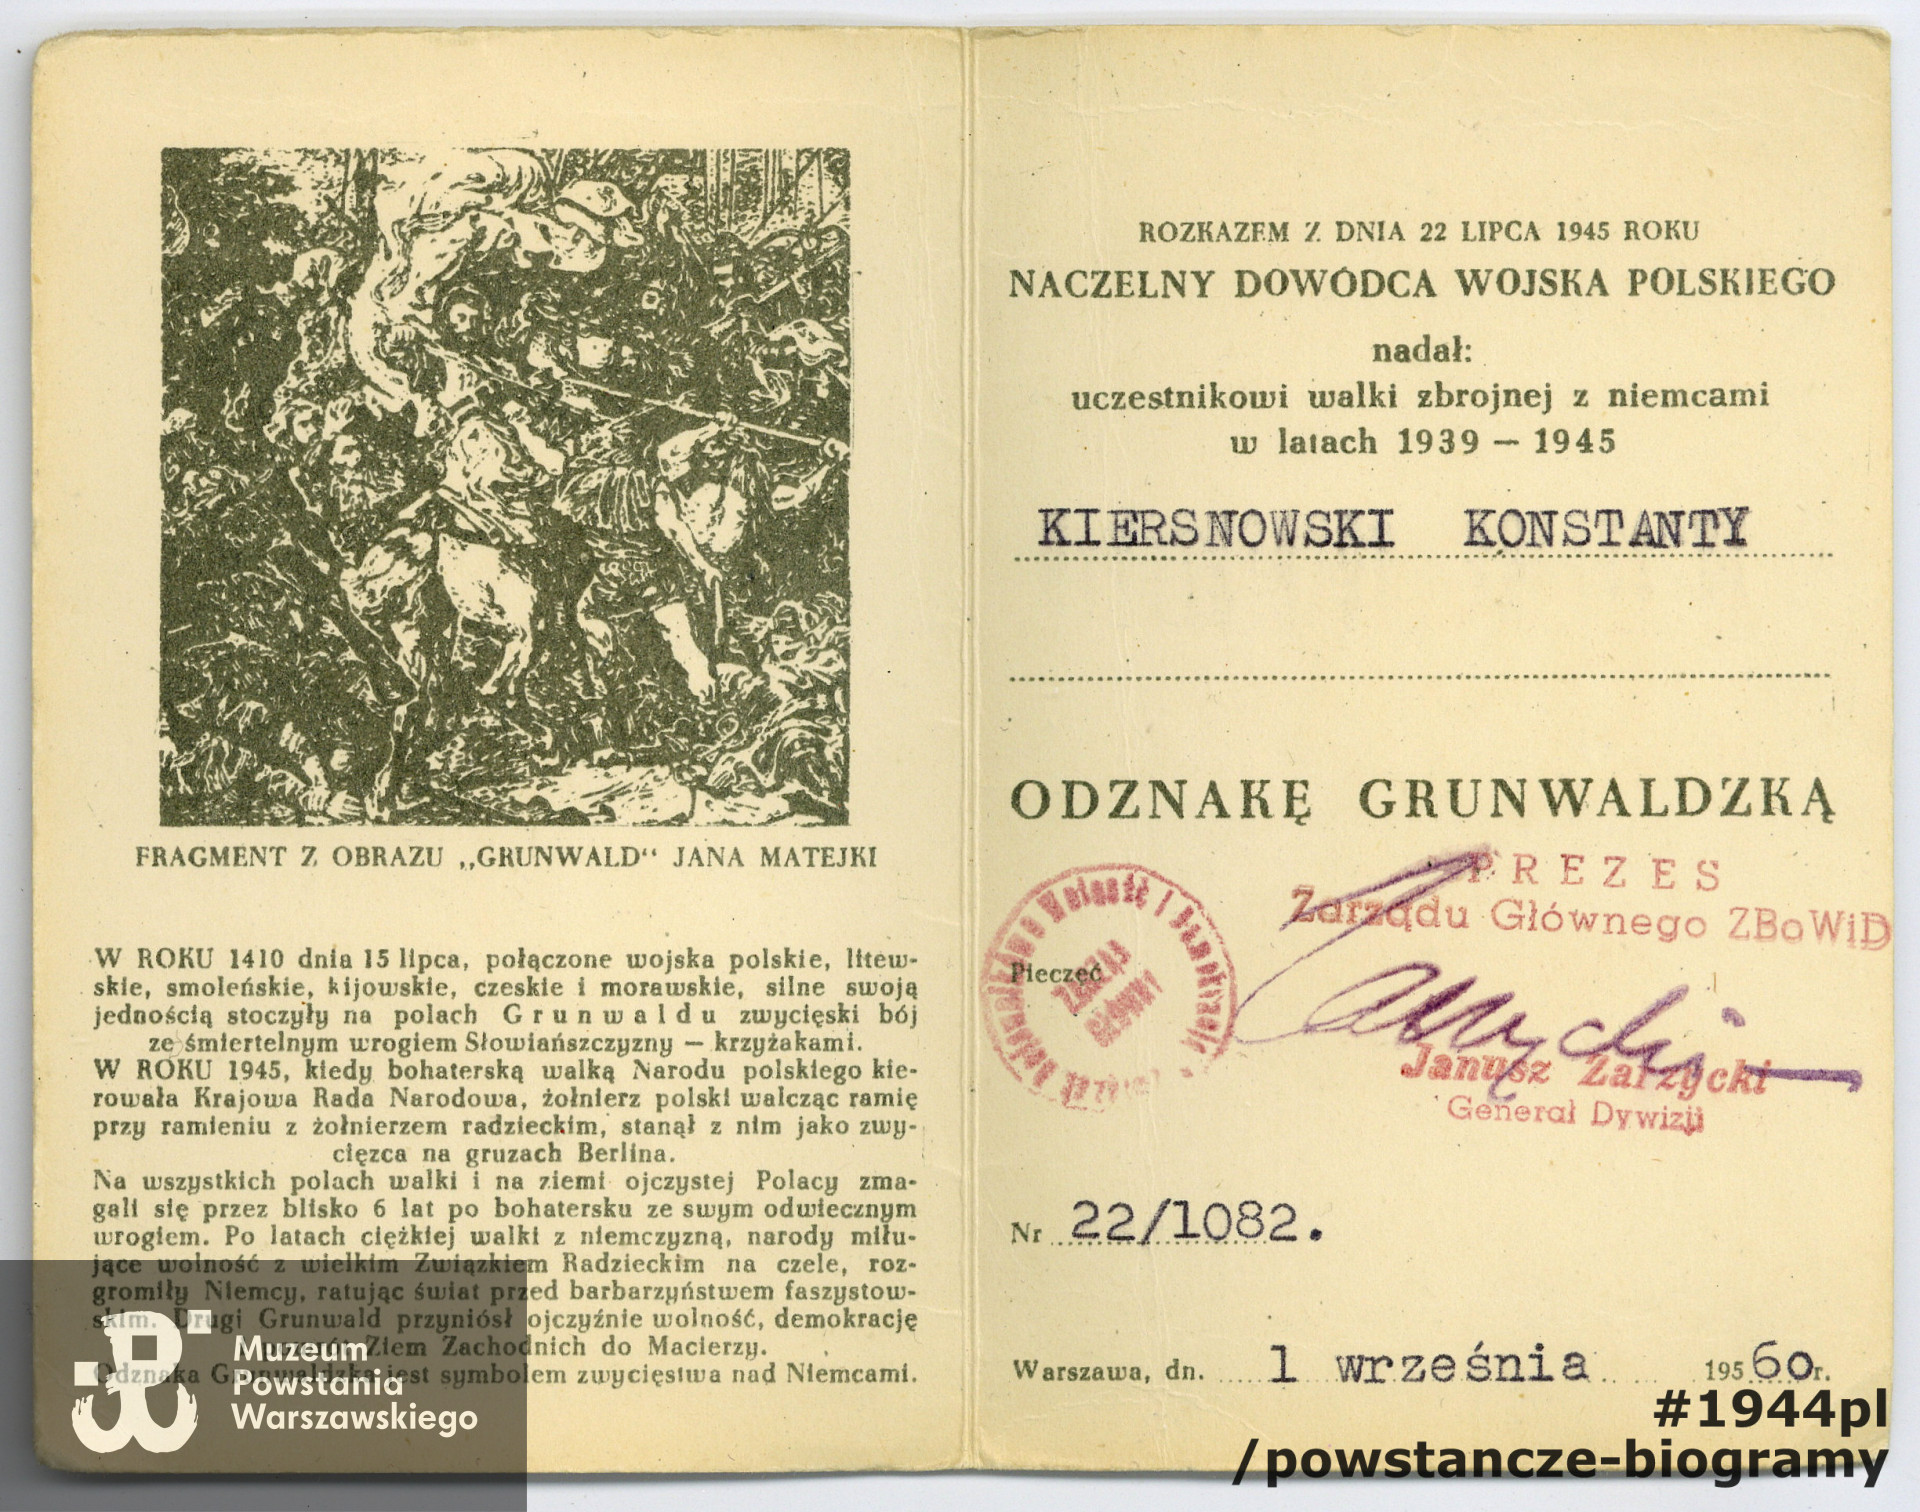 FRAGMENT Z OBRAZU „GRUNWALD“ JANA MATEJKI
W ROKU 1410 dnia 15 lipca, połączone wojska polskie, litew-
skie, smoleńskie, kijowskie, czeskie i morawskie, silne swoją
jednością stoczyły na polach Grunwaldu zwycięski bój
ze śmiertelnym wrogiem Słowiańszczyzny – krzyżakami.
W ROKU 1945, kiedy bohaterską walką Narodu polskiego kie-
rowała Krajowa Rada Narodowa, żołnierz polski walcząc ramię
przy ramieniu z żołnierzem radzieckim, stanął z nim jako zwy-
cięzca na gruzach Berlina.
Na wszystkich polach walki i na ziemi ojczystej Polacy zma-
gali się przez blisko 6 lat po bohatersku ze swym odwiecznym
wrogiem. Po latach ciężkiej walki z niemczyzną, narody miłu-
jące wolność z wielkim Związkiem Radzieckim na czele, roz-
gromiły Niemcy, ratując świat przed barbarzyństwem faszystow-
skim. Drugi Grunwald przyniósł ojczyźnie wolność, demokrację
Ziem Zachodnich do Macierzy.
Odznaka Grunwaldzka jest symbolem zwycięstwa nad Niemcami.
Muzeum
Powstania
Warszawskiego
ROZKAZEM Z DNIA 22 LIPCA 1945 ROKU
NACZELNY DOWÓDCA WOJSKA POLSKIEGO
nadał:
uczestnikowi walki zbrojnej z niemcami
w latach 1939 – 1945
KIERSNOWSKI KONSTANTY
ODZNAKĘ GRUNWALDZKĄ
PREZES
Zarządu Głównego ZBoWiD
Pieczęć
Janusz Zarzycki
Generał Dywizji
Nr 22/1082.
Warszawa, dn. 1 września 195 60 r.
#1944pl
/powstancze-biogramy